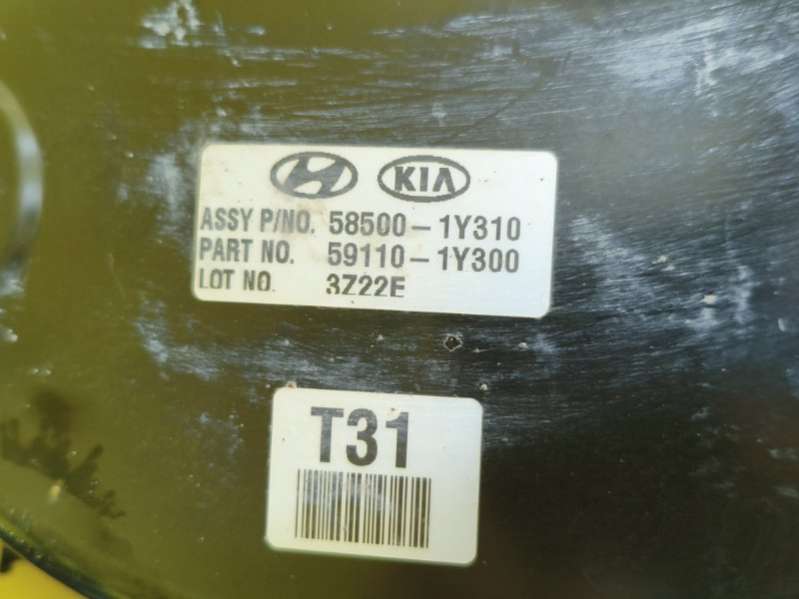 KIA
ASSY P/NO. 58500-1Y310
PART NO. 59110-1Y300
LOT NO. 3Z22E
T31